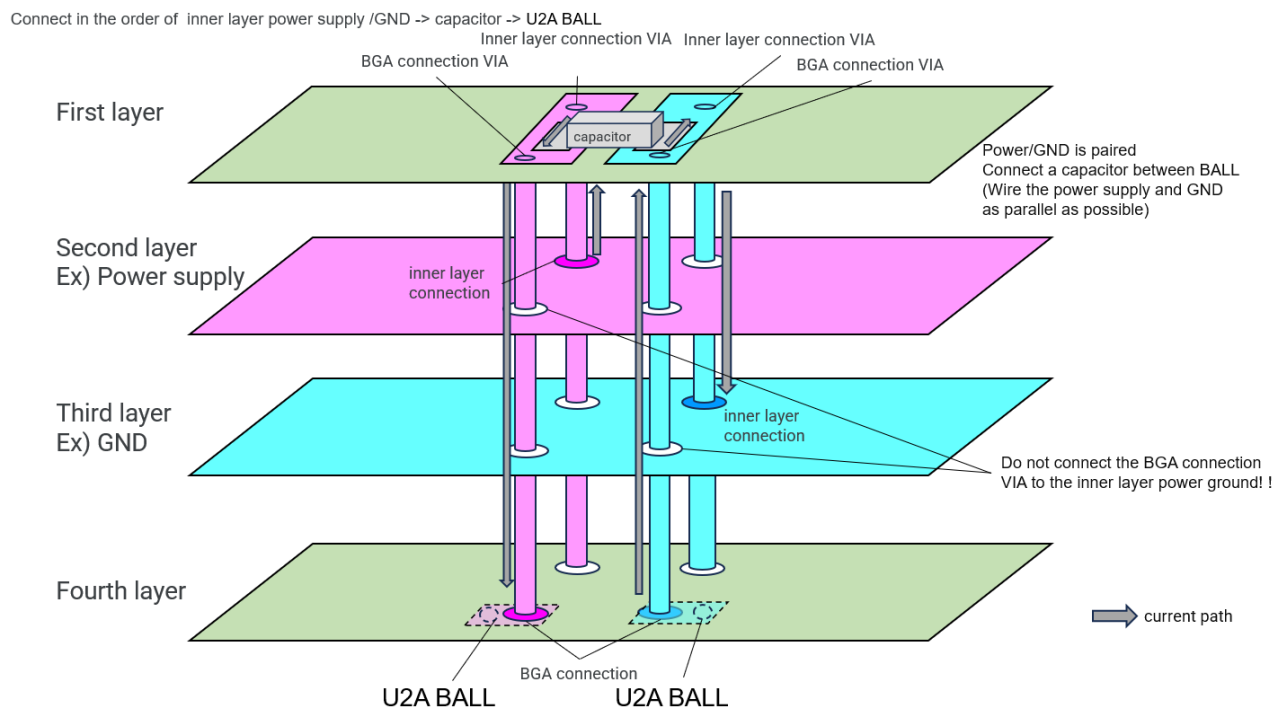 Connect in the order of inner layer power supply /GND -> capacitor -> U2A BALL
Inner layer connection VIA
Inner layer connection VIA
BGA connection VIA
BGA connection VIA
First layer
capacitor
Power/GND is paired
Connect a capacitor between BALL
(Wire the power supply and GND
as parallel as possible)
Second layer
Ex) Power supply
inner layer
connection
Third layer
Ex) GND
inner layer
connection
Do not connect the BGA connection
VIA to the inner layer power ground! !
Fourth layer
current path
BGA connection
U2A BALL
U2A BALL